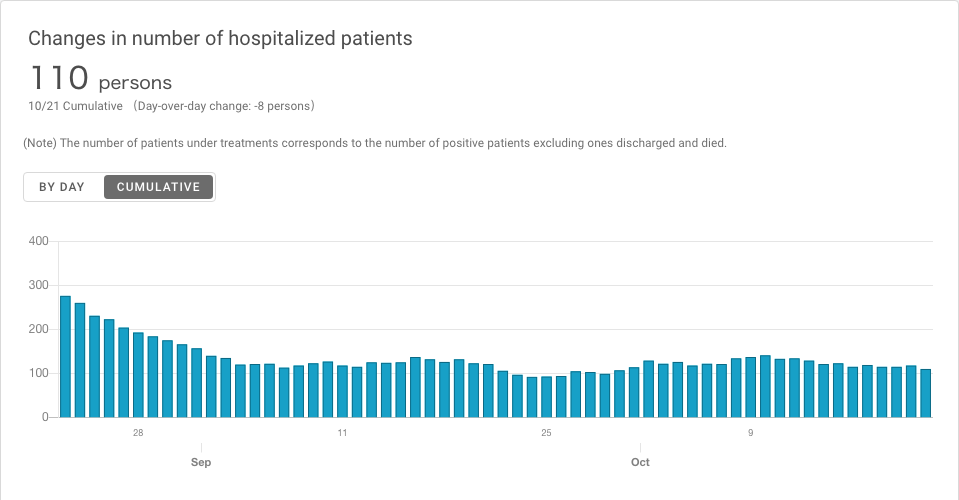 Changes in number of hospitalized patients
110 persons
10/21 Cumulative （Day-over-day change: -8 persons）
(Note) The number of patients under treatments corresponds to the number of positive patients excluding ones discharged and died.
BY DAY CUMULATIVE
400
300
200
100
0
28 11 25 9
Sep Oct